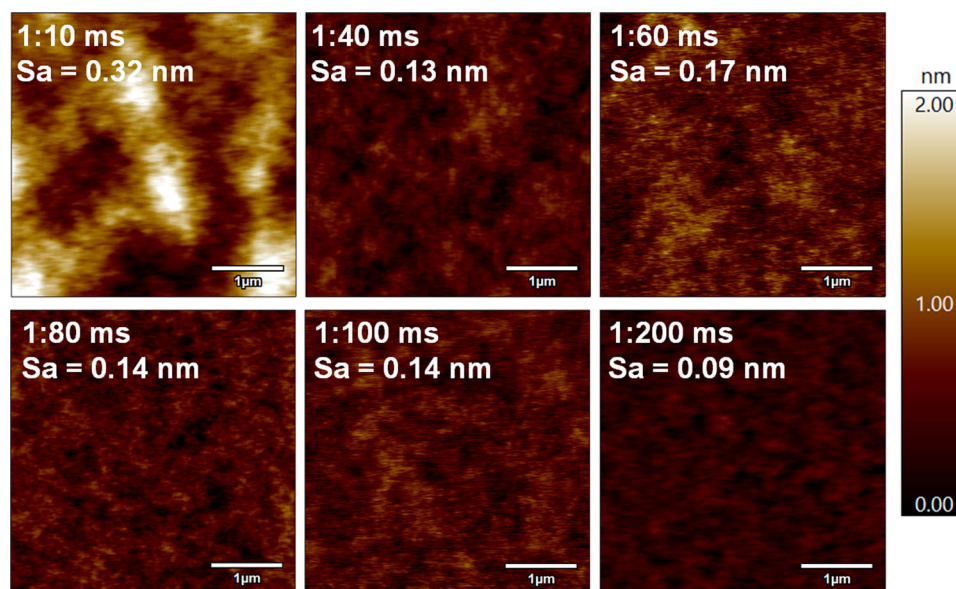 1:10 ms
Sa = 0.32 nm
1µm
1:40 ms
Sa = 0.13 nm
1µm
1:60 ms
Sa = 0.17 nm
1µm
nm
2.00
1.00
0.00
1:80 ms
Sa = 0.14 nm
1µm
1:100 ms
Sa = 0.14 nm
1µm
1:200 ms
Sa = 0.09 nm
1µm